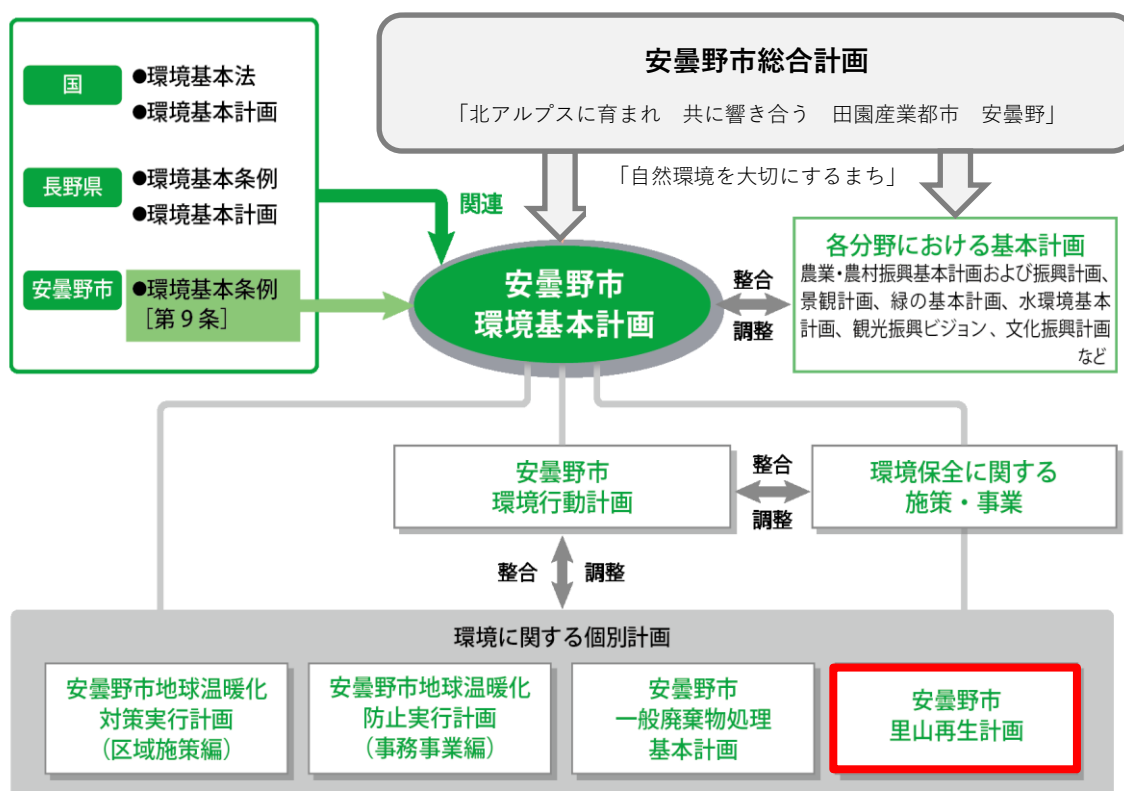 国
●環境基本法
●環境基本計画
長野県
●環境基本条例
●環境基本計画
安曇野市
●環境基本条例
［第９条］
安曇野市総合計画
「北アルプスに育まれ　共に響き合う　田園産業都市　安曇野」
「自然環境を大切にするまち」
関連
安曇野市
環境基本計画
整合
調整
各分野における基本計画
農業・農村振興基本計画および振興計画、
景観計画、緑の基本計画、水環境基本
計画、観光振興ビジョン、文化振興計画
など
安曇野市
環境行動計画
整合
調整
環境保全に関する
施策・事業
整合
調整
環境に関する個別計画
安曇野市地球温暖化
対策実行計画
（区域施策編）
安曇野市地球温暖化
防止実行計画
（事務事業編）
安曇野市
一般廃棄物処理
基本計画
安曇野市
里山再生計画